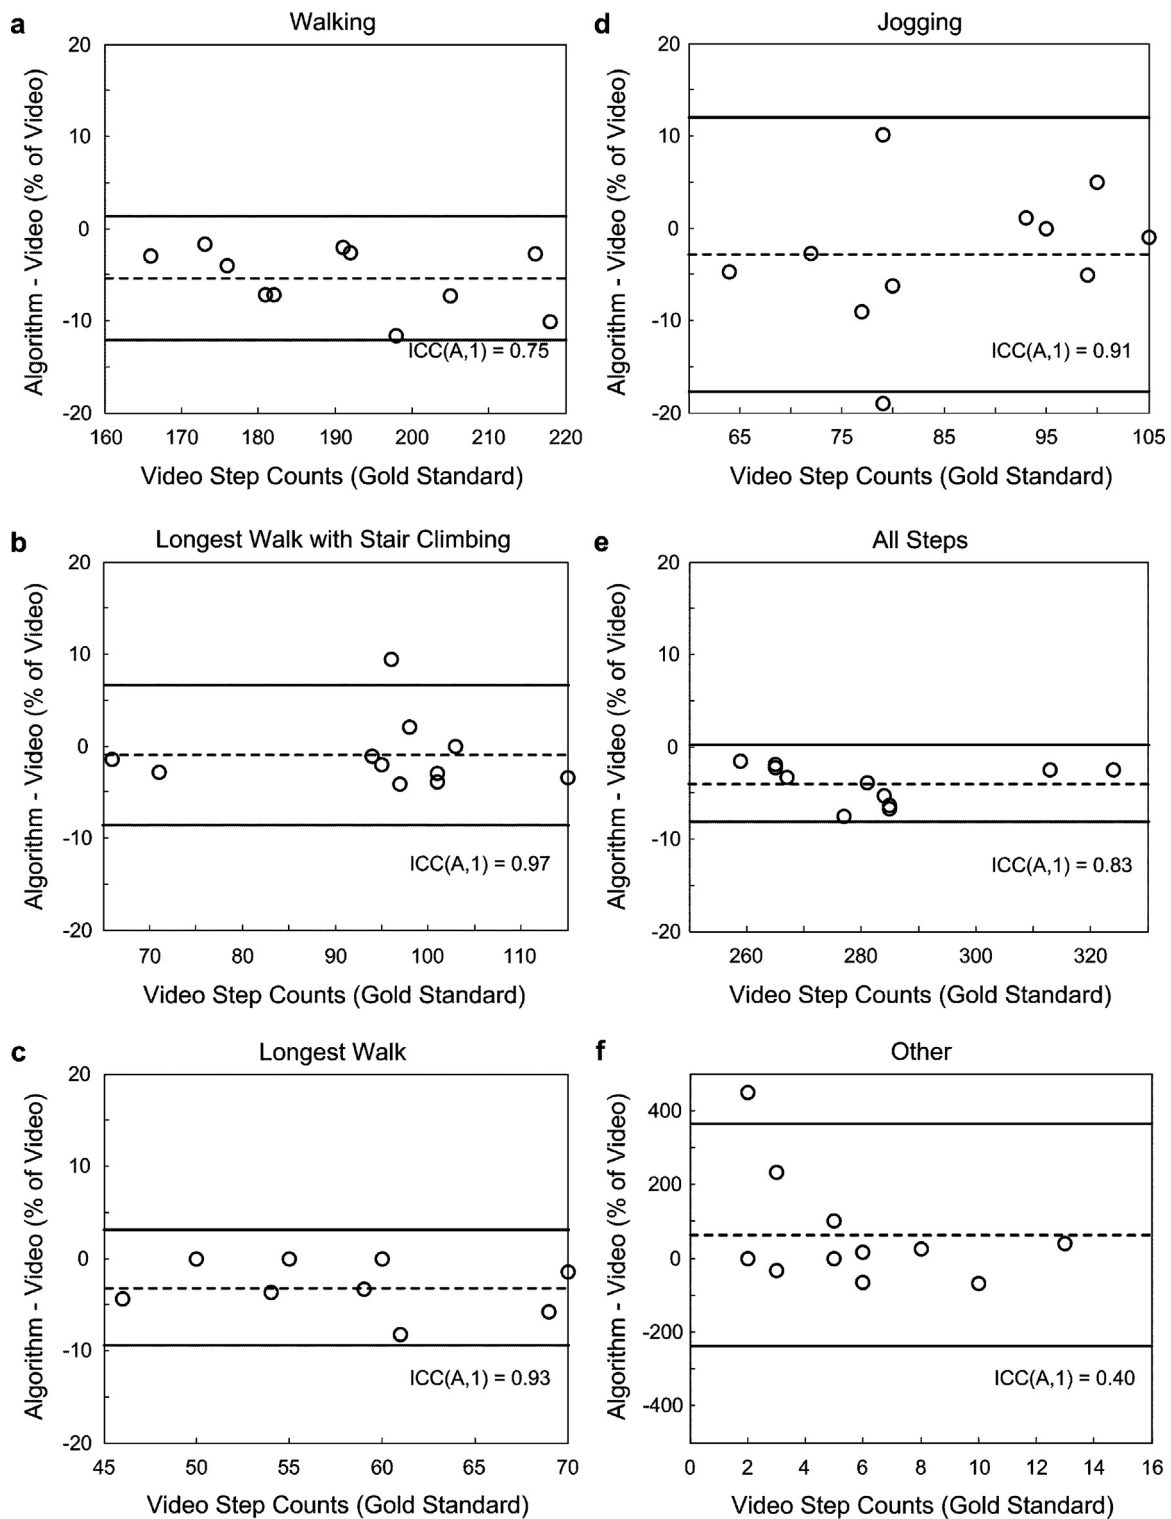 a
Walking
Algorithm - Video (% of Video)
20
10
0
-10
-20
ICC(A,1) = 0.75
160 170 180 190 200 210 220
Video Step Counts (Gold Standard)
d
Jogging
Algorithm - Video (% of Video)
20
10
0
-10
-20
ICC(A,1) = 0.91
65 75 85 95 105
Video Step Counts (Gold Standard)
b
Longest Walk with Stair Climbing
Algorithm - Video (% of Video)
20
10
0
-10
-20
ICC(A,1) = 0.97
70 80 90 100 110
Video Step Counts (Gold Standard)
e
All Steps
Algorithm - Video (% of Video)
20
10
0
-10
-20
ICC(A,1) = 0.83
260 280 300 320
Video Step Counts (Gold Standard)
c
Longest Walk
Algorithm - Video (% of Video)
20
10
0
-10
-20
ICC(A,1) = 0.93
45 50 55 60 65 70
Video Step Counts (Gold Standard)
f
Other
Algorithm - Video (% of Video)
400
200
0
-200
-400
ICC(A,1) = 0.40
0 2 4 6 8 10 12 14 16
Video Step Counts (Gold Standard)